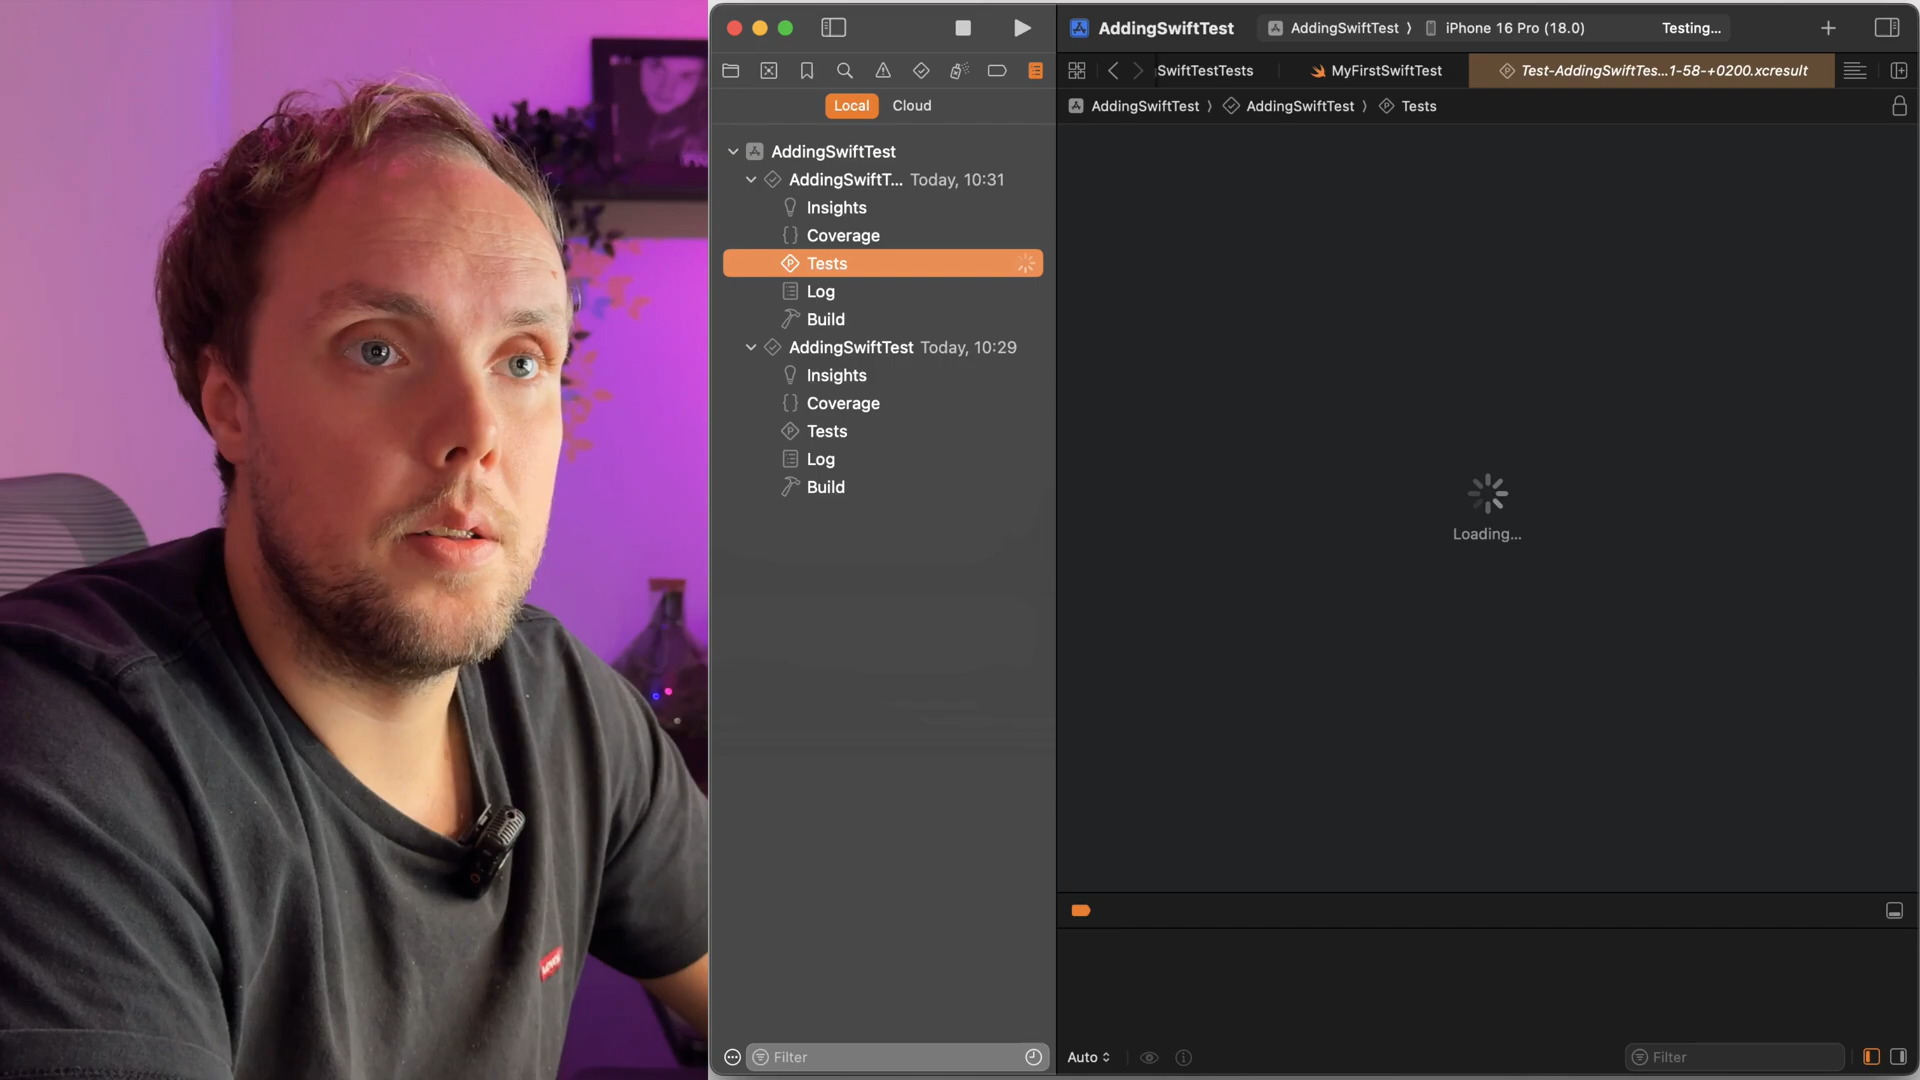 AddingSwiftTest
AddingSwiftTest
iPhone 16 Pro (18.0)
Testing...
SwiftTestTests
MyFirstSwiftTest
Test-AddingSwiftTes...1-58-+0200.xcresult
Local
Cloud
AddingSwiftTest
AddingSwiftTest
Tests
AddingSwiftTest
AddingSwiftT... Today, 10:31
Insights
Coverage
Tests
Log
Build
AddingSwiftTest Today, 10:29
Insights
Coverage
Tests
Log
Build
Loading...
Filter
Auto
Filter